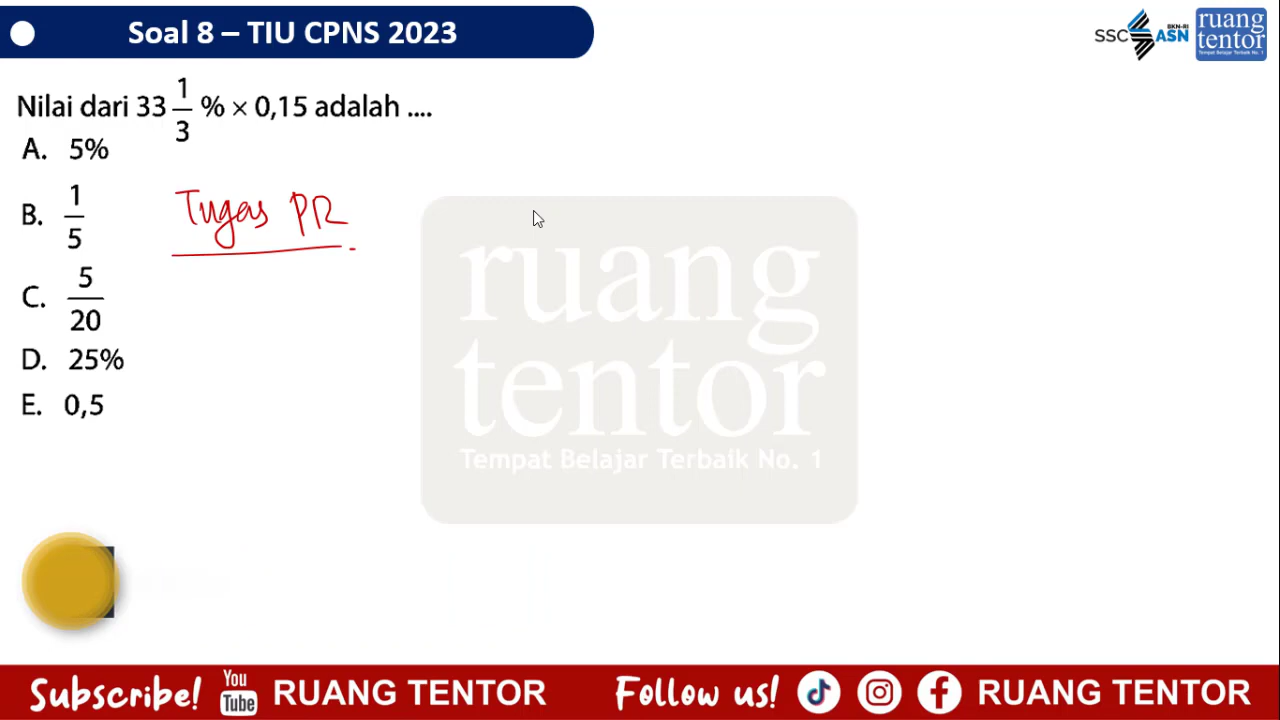 Soal 8 – TIU CPNS 2023
SSC BKN-RI ASN
ruang
tentor
Tempat Belajar Terbaik No. 1
Nilai dari 33 1/3 % × 0,15 adalah ....
A. 5%
B. 1/5
C. 5/20
D. 25%
E. 0,5
Tugas PR.
ruang
tentor
Tempat Belajar Terbaik No. 1
Subscribe! You Tube RUANG TENTOR Follow us! RUANG TENTOR